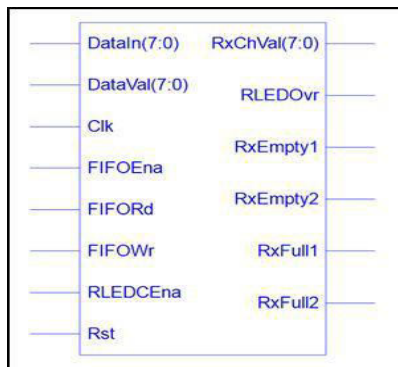 DataIn(7:0)
RxChVal(7:0)
DataVal(7:0)
RLEDOvr
Clk
RxEmpty1
FIFOEna
RxEmpty2
FIFORd
FIFOWr
RxFull1
RLEDCEna
RxFull2
Rst